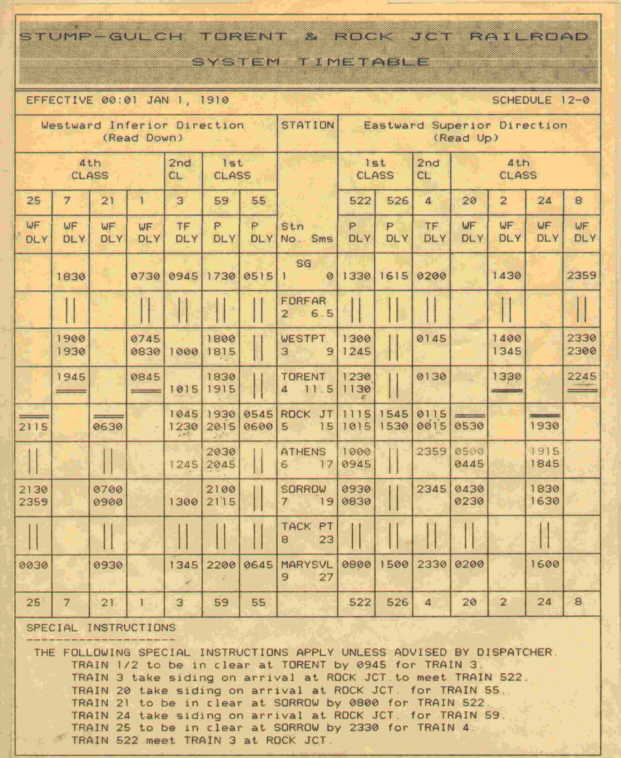 STUMP-GULCH TORENT & ROCK JCT RAILROAD
SYSTEM TIMETABLE
EFFECTIVE 00:01 JAN 1, 1910 SCHEDULE 12-0
Westward Inferior Direction STATION Eastward Superior Direction
(Read Down) (Read Up)
4th 2nd 1st 1st 2nd 4th
CLASS CL CLASS CLASS CL CLASS
25 7 21 1 3 59 55 522 526 4 20 2 24 8
WF WF WF WF TF P P Stn P P TF WF WF WF WF
DLY DLY DLY DLY DLY DLY DLY No. Sms DLY DLY DLY DLY DLY DLY DLY
SG
1830 0730 0945 1730 0515 1 0 1330 1615 0200 1430 2359
FORFAR
2 6.5
1900 0745 1800 WESTPT 1300 0145 1400 2330
1930 0830 1000 1815 3 9 1245 1345 2300
1945 0845 1830 TORENT 1230 0130 1330 2245
1015 1915 4 11.5 1130
1045 1930 0545 ROCK JT 1115 1545 0115
2115 0630 1230 2015 0600 5 15 1015 1530 0015 0530 1930
2030 ATHENS 1000 2359 0500 1915
1245 2045 6 17 0945 0445 1845
2130 0700 2100 SORROW 0930 2345 0430 1830
2359 0900 1300 2115 7 19 0830 0230 1630
TACK PT
8 23
0030 0930 1345 2200 0645 MARYSVL 0800 1500 2330 0200 1600
9 27
25 7 21 1 3 59 55 522 526 4 20 2 24 8
SPECIAL INSTRUCTIONS
THE FOLLOWING SPECIAL INSTRUCTIONS APPLY UNLESS ADVISED BY DISPATCHER.
TRAIN 1/2 to be in clear at TORENT by 0945 for TRAIN 3.
TRAIN 3 take siding on arrival at ROCK JCT. to meet TRAIN 522.
TRAIN 20 take siding on arrival at ROCK JCT. for TRAIN 55.
TRAIN 21 to be in clear at SORROW by 0800 for TRAIN 522.
TRAIN 24 take siding on arrival at ROCK JCT. for TRAIN 59.
TRAIN 25 to be in clear at SORROW by 2330 for TRAIN 4.
TRAIN 522 meet TRAIN 3 at ROCK JCT.